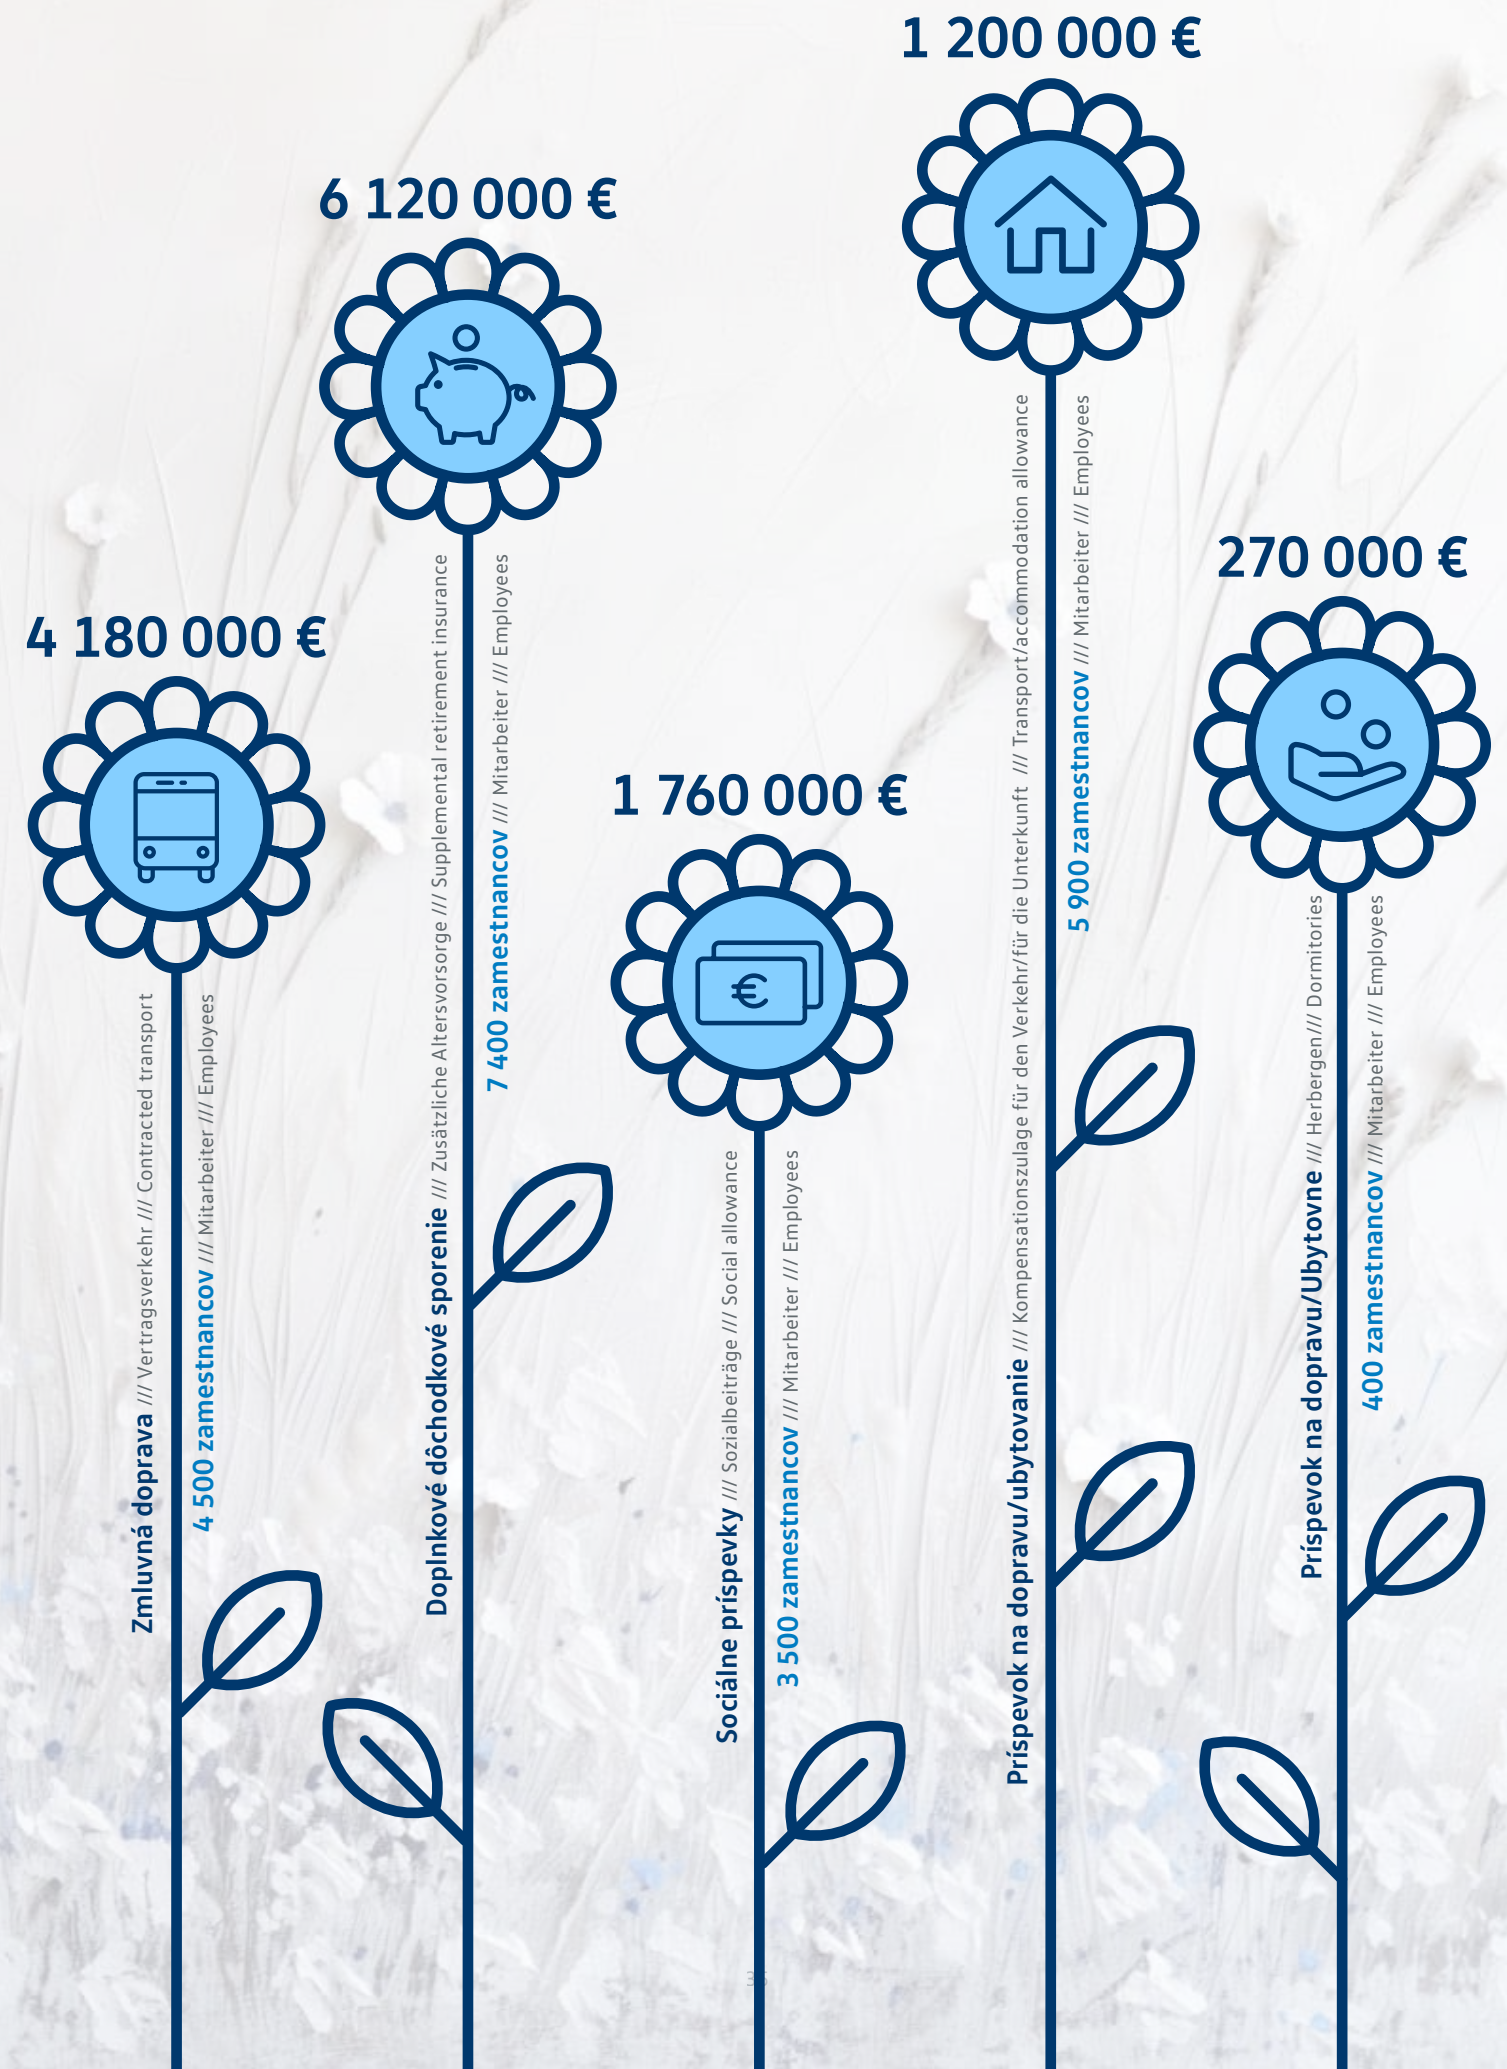 4 180 000 €
Zmluvná doprava /// Vertragsverkehr /// Contracted transport
4 500 zamestnancov /// Mitarbeiter /// Employees
6 120 000 €
Doplnkové dôchodkové sporenie /// Zusätzliche Altersvorsorge /// Supplemental retirement insurance
7 400 zamestnancov /// Mitarbeiter /// Employees
1 760 000 €
€
Sociálne príspevky /// Sozialbeiträge /// Social allowance
3 500 zamestnancov /// Mitarbeiter /// Employees
1 200 000 €
Príspevok na dopravu/ubytovanie /// Kompensationszulage für den Verkehr/für die Unterkunft /// Transport/accommodation allowance
5 900 zamestnancov /// Mitarbeiter /// Employees
270 000 €
Príspevok na dopravu/Ubytovne /// Herbergen/// Dormitories
400 zamestnancov /// Mitarbeiter /// Employees